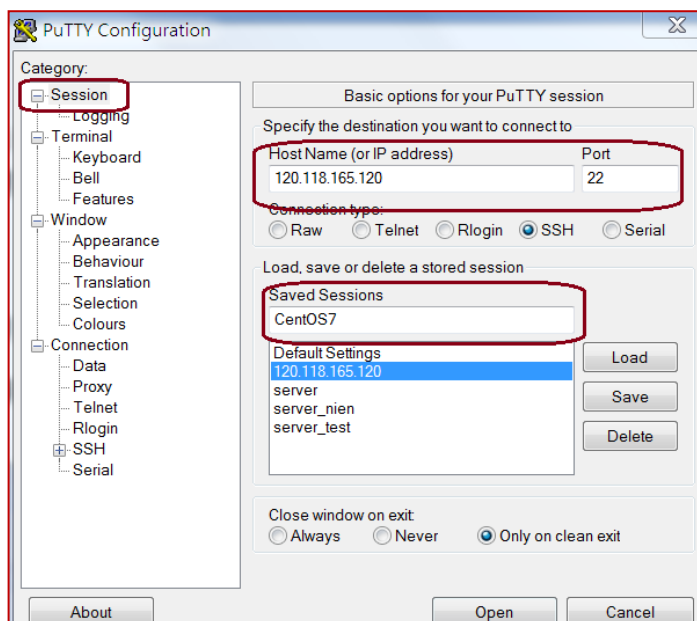 PuTTY Configuration
Category:
Session
Logging
Terminal
Keyboard
Bell
Features
Window
Appearance
Behaviour
Translation
Selection
Colours
Connection
Data
Proxy
Telnet
Rlogin
SSH
Serial
Basic options for your PuTTY session
Specify the destination you want to connect to
Host Name (or IP address) Port
120.118.165.120 22
Connection type:
Raw Telnet Rlogin SSH Serial
Load, save or delete a stored session
Saved Sessions
CentOS7
Default Settings
120.118.165.120
server
server_nien
server_test
Load
Save
Delete
Close window on exit:
Always Never Only on clean exit
About Open Cancel